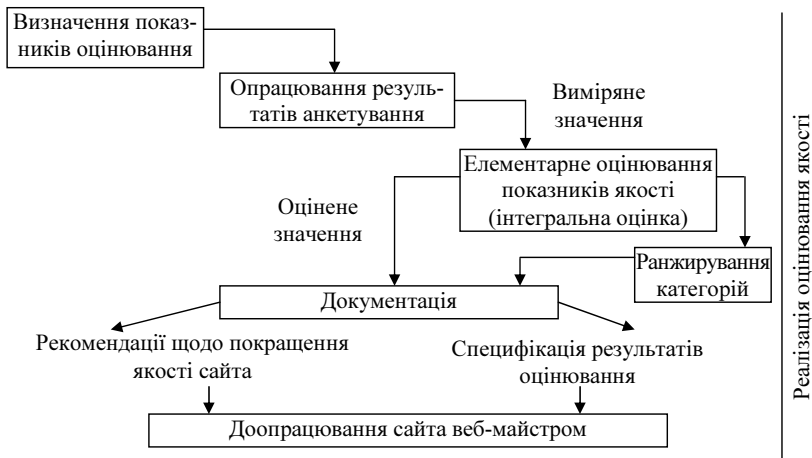 Визначення показ-
ників оцінювання
Опрацювання резуль-
татів анкетування
Виміряне
значення
Елементарне оцінювання
показників якості
(інтегральна оцінка)
Оцінене
значення
Ранжирування
категорій
Документація
Рекомендації щодо покращення
якості сайта
Специфікація результатів
оцінювання
Доопрацювання сайта веб-майстром
Реалізація оцінювання якості